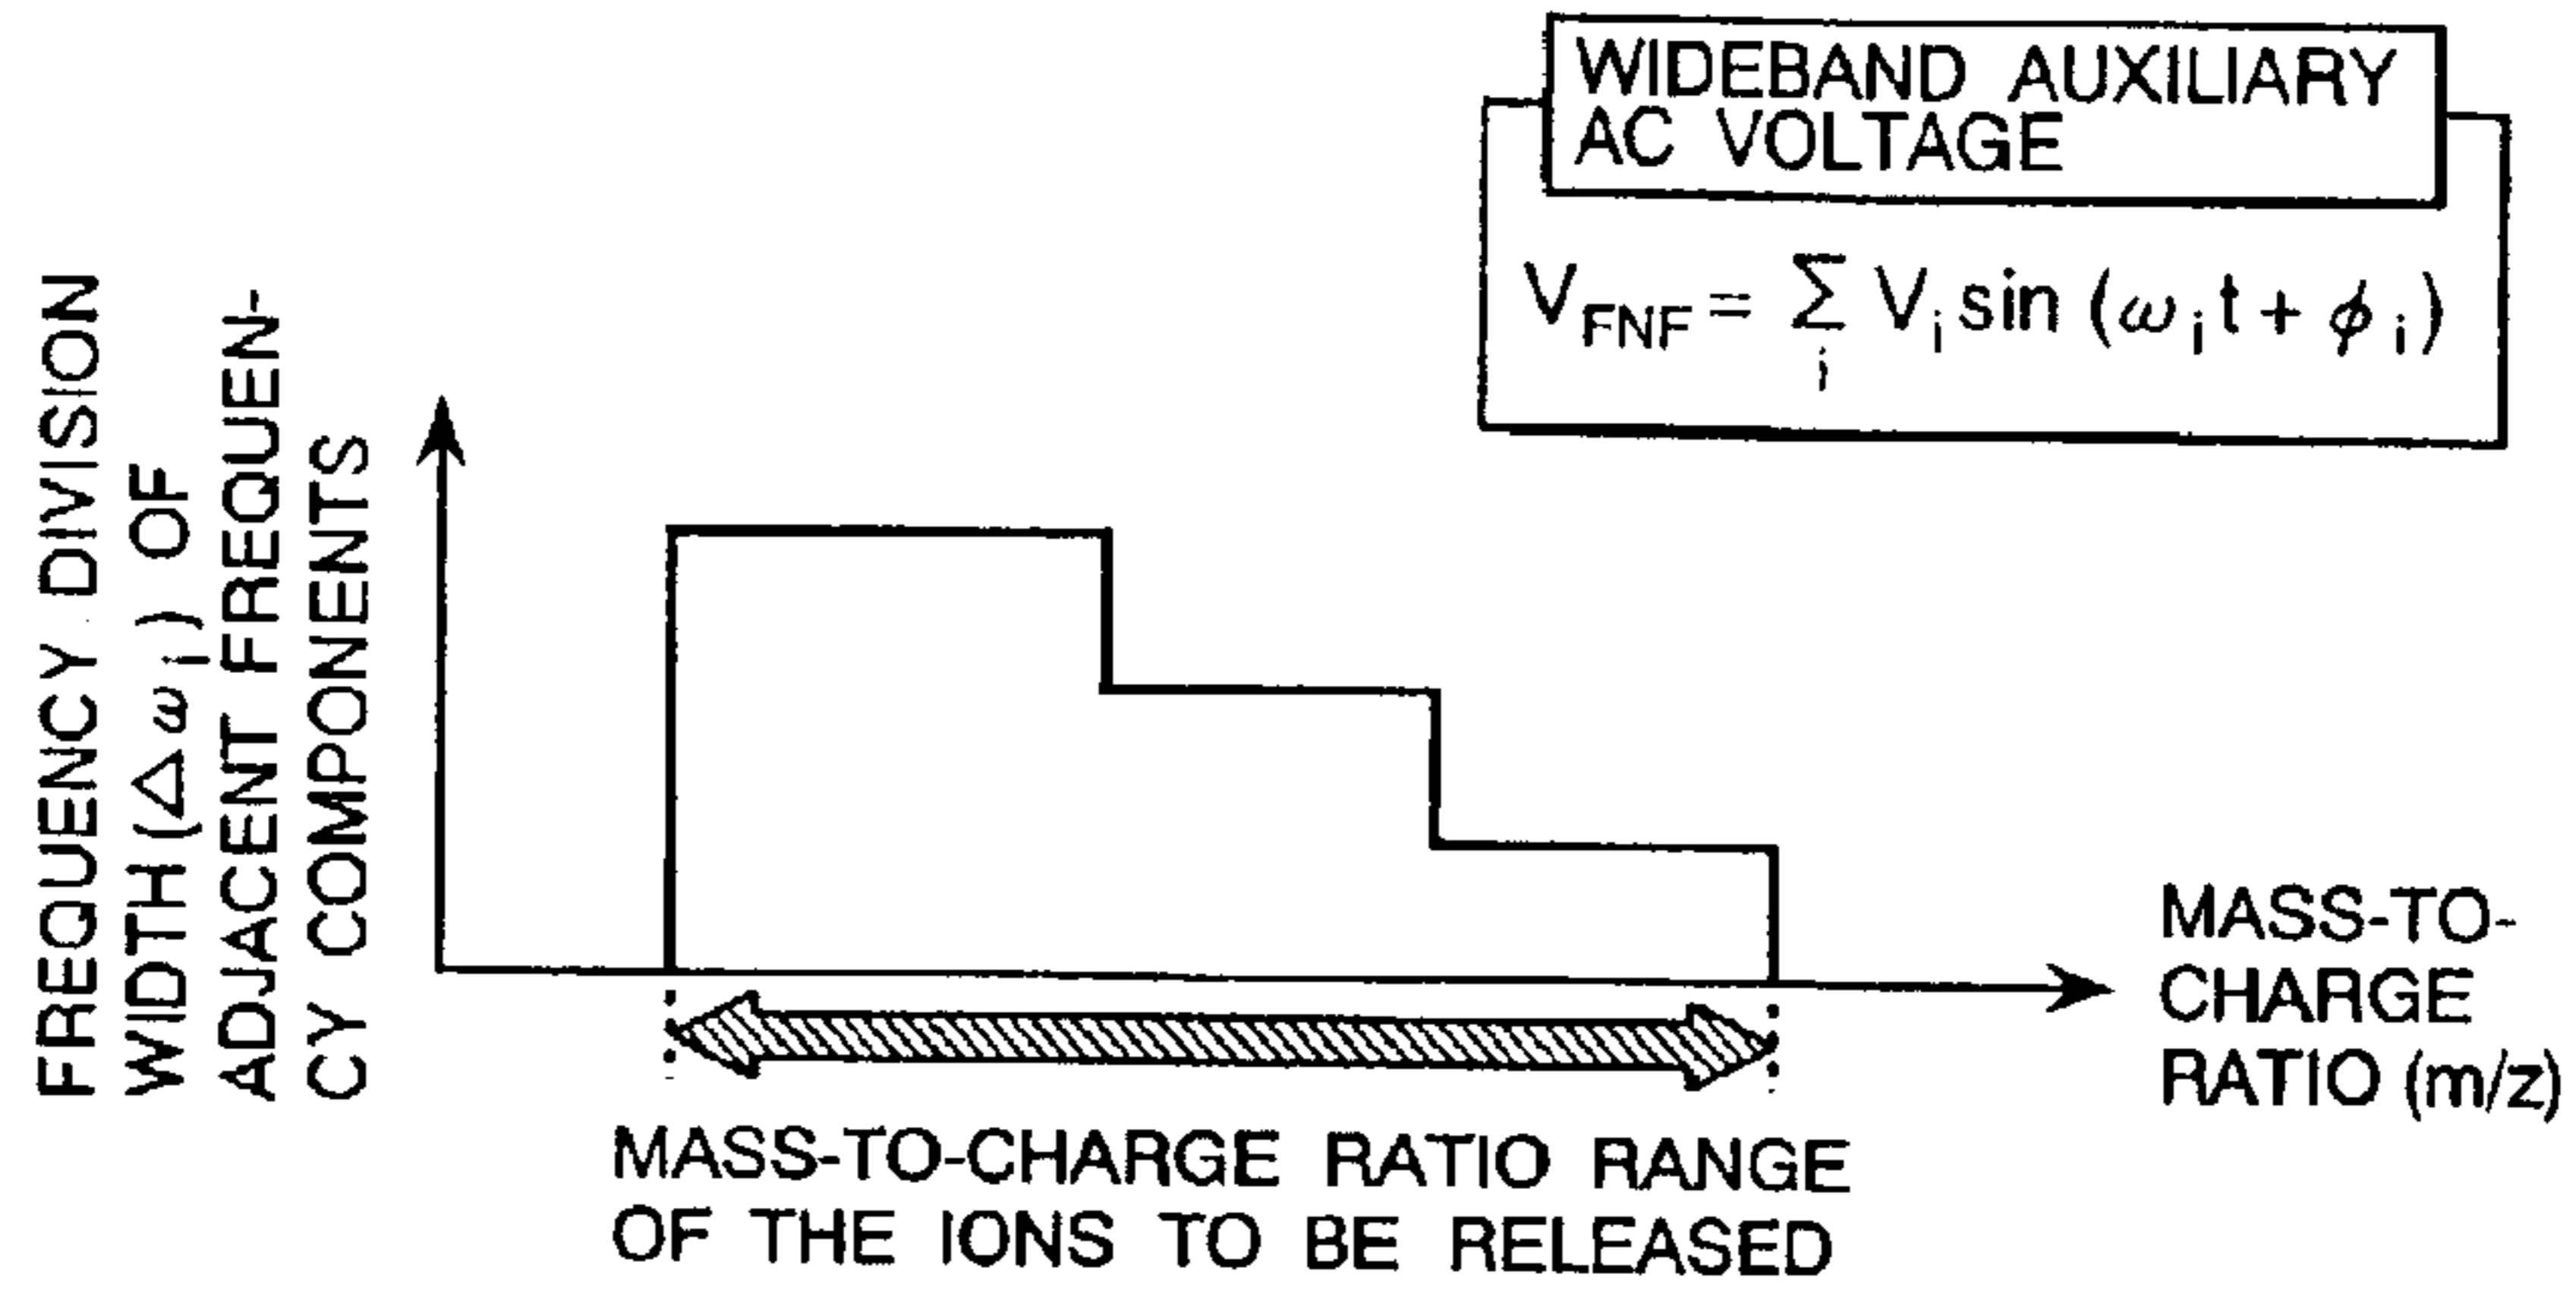 WIDEBAND AUXILIARY
AC VOLTAGE
V_FNF = Σ_i V_i sin (ω_i t + ϕ_i)
FREQUENCY DIVISION
WIDTH (△ω_i) OF
ADJACENT FREQUEN-
CY COMPONENTS
MASS-TO-
CHARGE
RATIO (m/z)
MASS-TO-CHARGE RATIO RANGE
OF THE IONS TO BE RELEASED